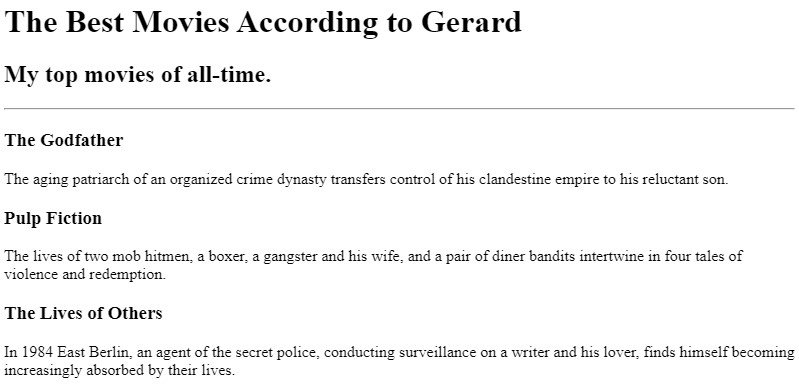 The Best Movies According to Gerard
My top movies of all-time.
The Godfather
The aging patriarch of an organized crime dynasty transfers control of his clandestine empire to his reluctant son.
Pulp Fiction
The lives of two mob hitmen, a boxer, a gangster and his wife, and a pair of diner bandits intertwine in four tales of
violence and redemption.
The Lives of Others
In 1984 East Berlin, an agent of the secret police, conducting surveillance on a writer and his lover, finds himself becoming
increasingly absorbed by their lives.